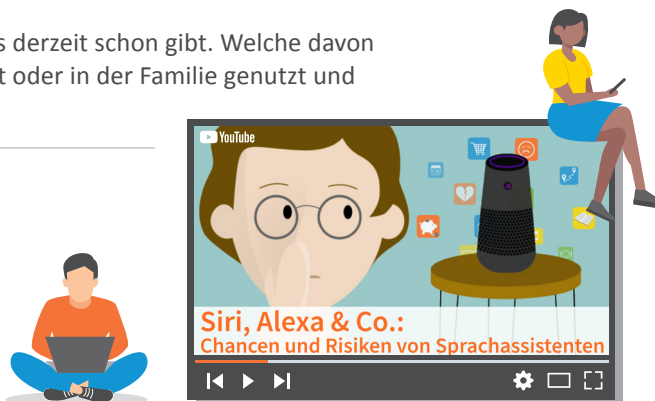 s derzeit schon gibt. Welche davon
t oder in der Familie genutzt und
YouTube
Siri, Alexa & Co.:
Chancen und Risiken von Sprachassistenten